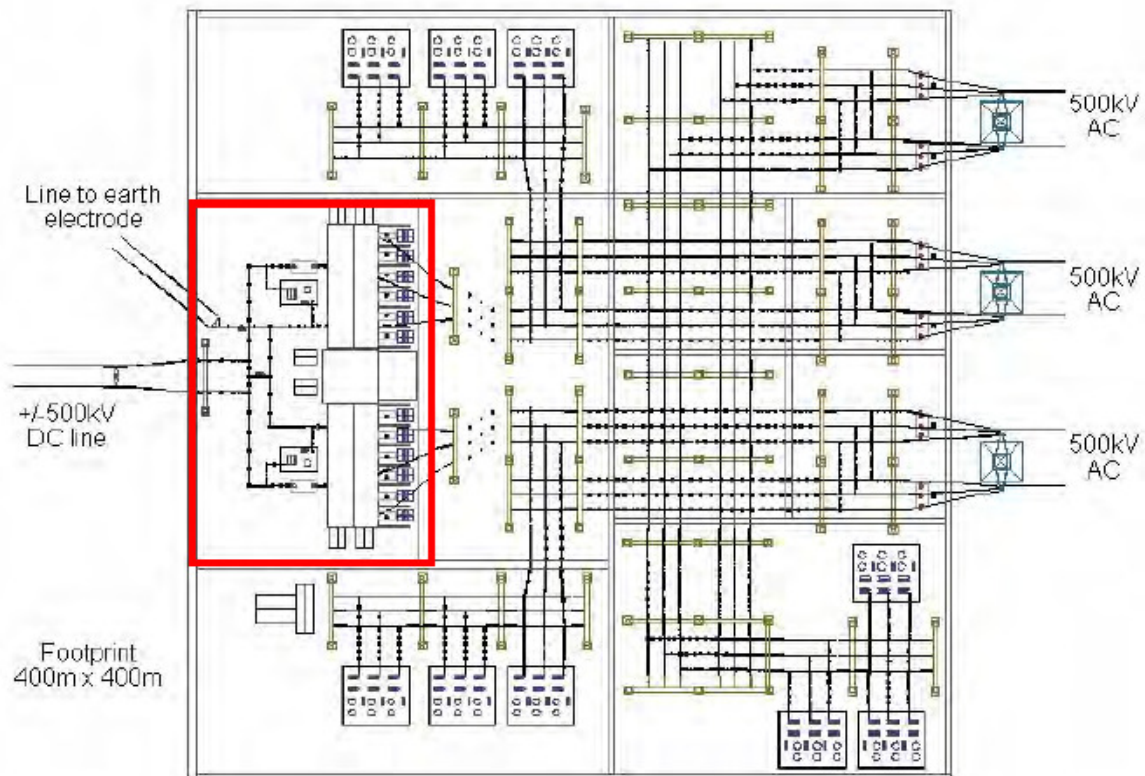 500kV
AC
Line to earth
electrode
500kV
AC
+/-500kV
DC line
500kV
AC
Footprint
400m x 400m